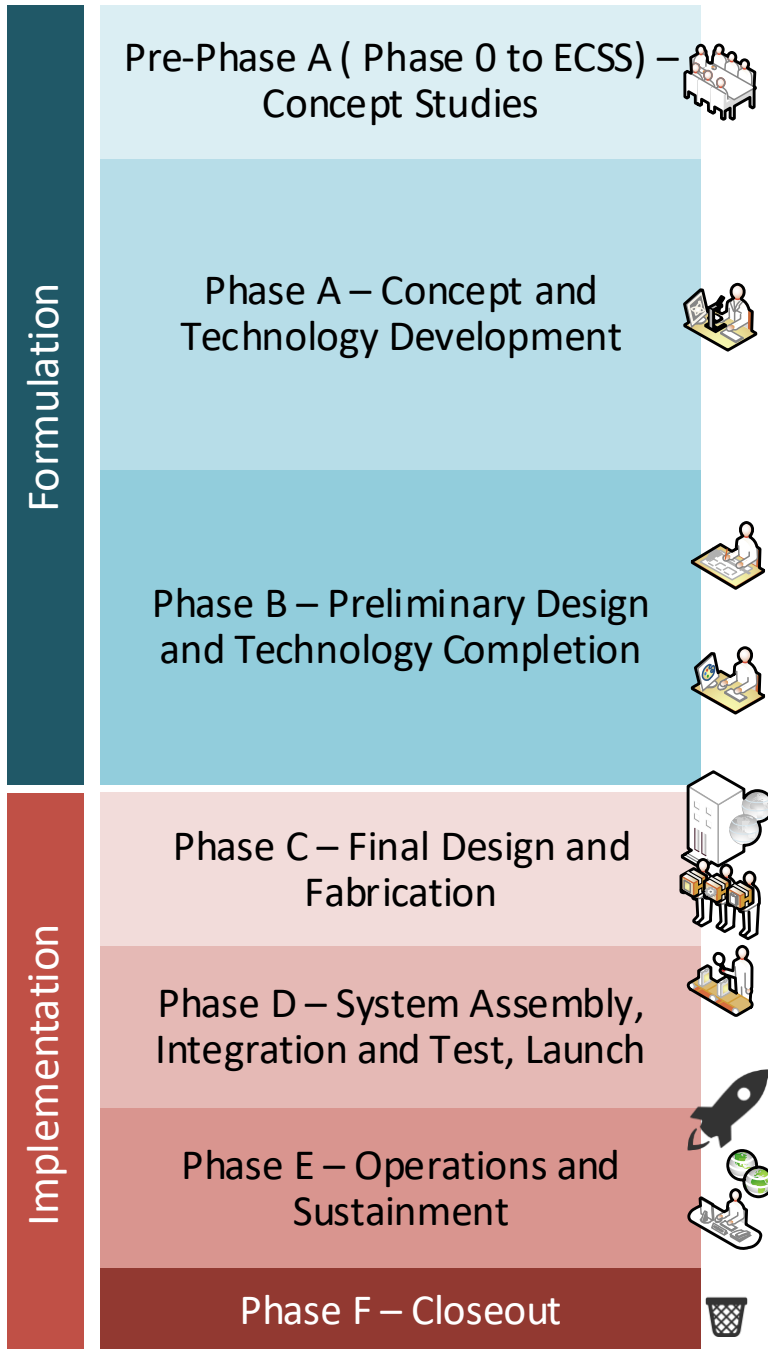 Formulation
Pre-Phase A ( Phase 0 to ECSS) –
Concept Studies
Phase A – Concept and
Technology Development
Phase B – Preliminary Design
and Technology Completion
Implementation
Phase C – Final Design and
Fabrication
Phase D – System Assembly,
Integration and Test, Launch
Phase E – Operations and
Sustainment
Phase F – Closeout